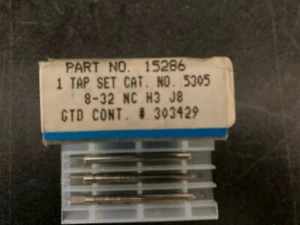 PART NO. 15286
1 TAP SET CAT. NO. 5305
8-32 NC H3 J8
GTD CONT. # 303429